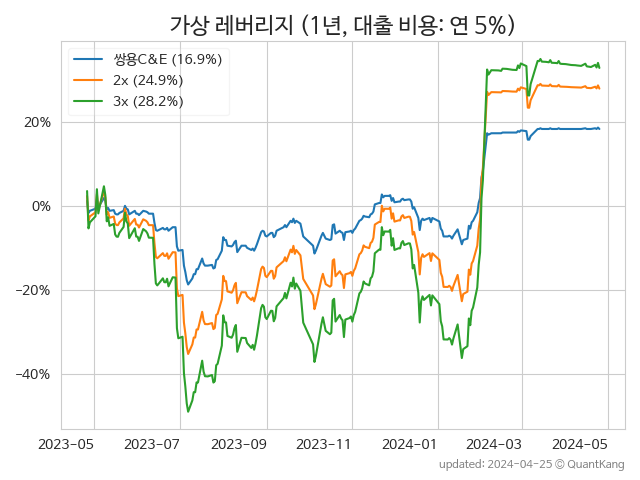 가상 레버리지 (1년, 대출 비용: 연 5%)
쌍용C&E (16.9%)
2x (24.9%)
3x (28.2%)
20%
0%
−20%
−40%
2023-05 2023-07 2023-09 2023-11 2024-01 2024-03 2024-05
updated: 2024-04-25 © QuantKang